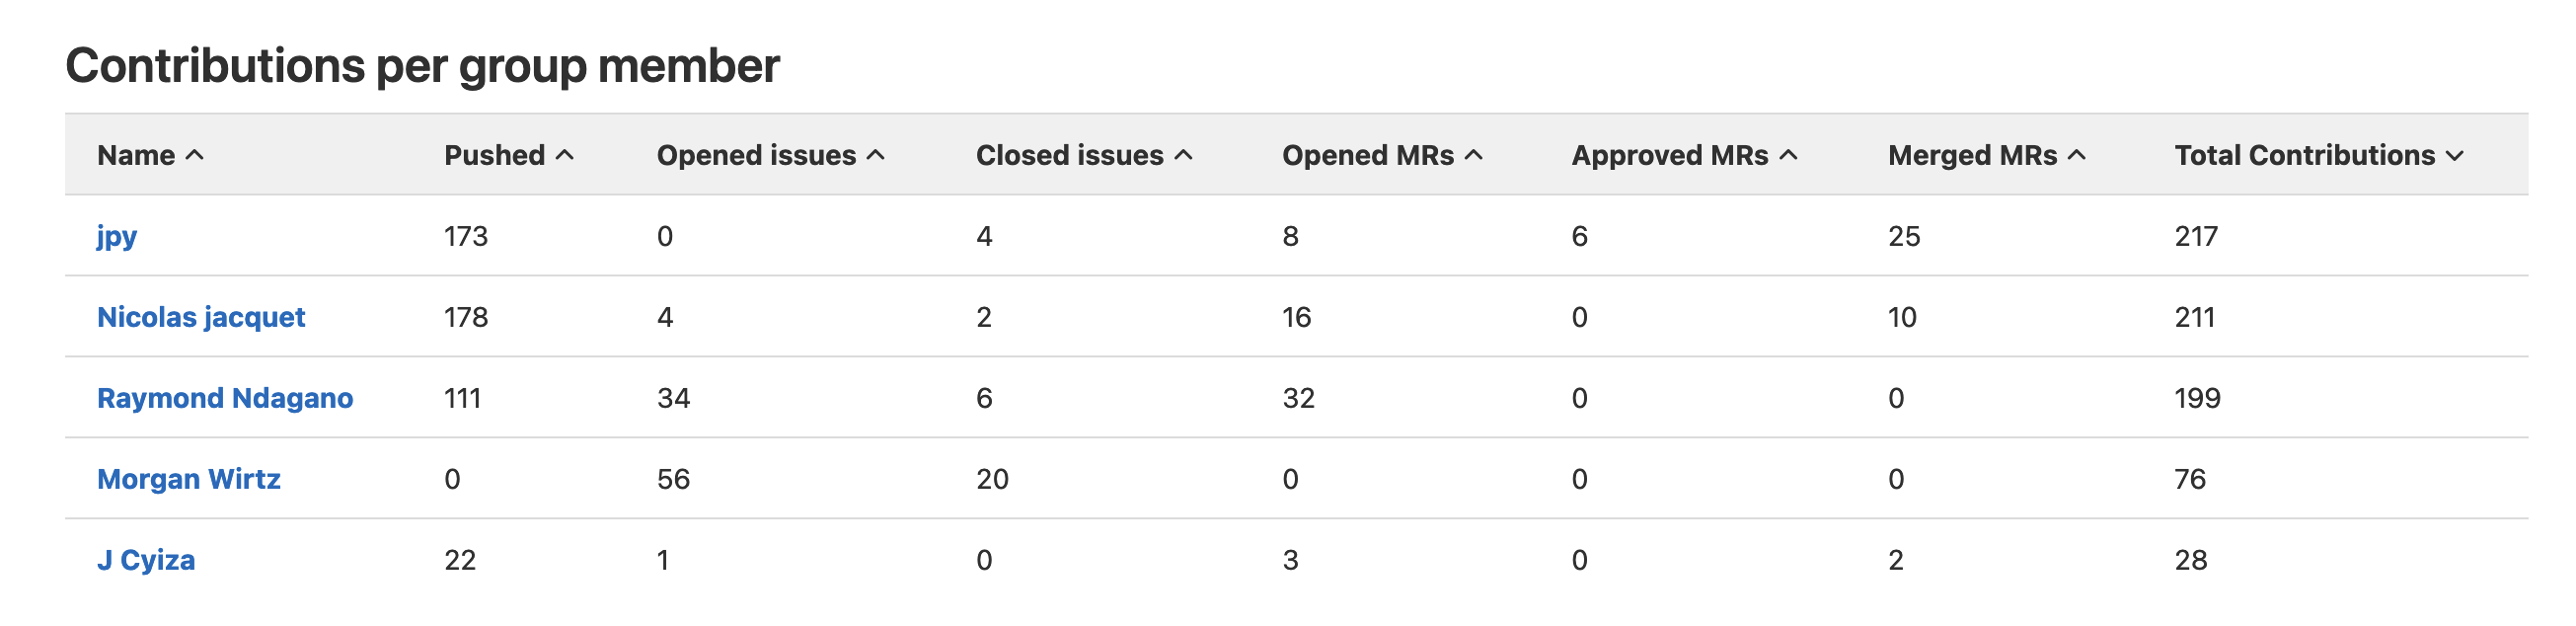 Contributions per group member
Name Pushed Opened issues Closed issues Opened MRs Approved MRs Merged MRs Total Contributions
jpy 173 0 4 8 6 25 217
Nicolas jacquet 178 4 2 16 0 10 211
Raymond Ndagano 111 34 6 32 0 0 199
Morgan Wirtz 0 56 20 0 0 0 76
J Cyiza 22 1 0 3 0 2 28